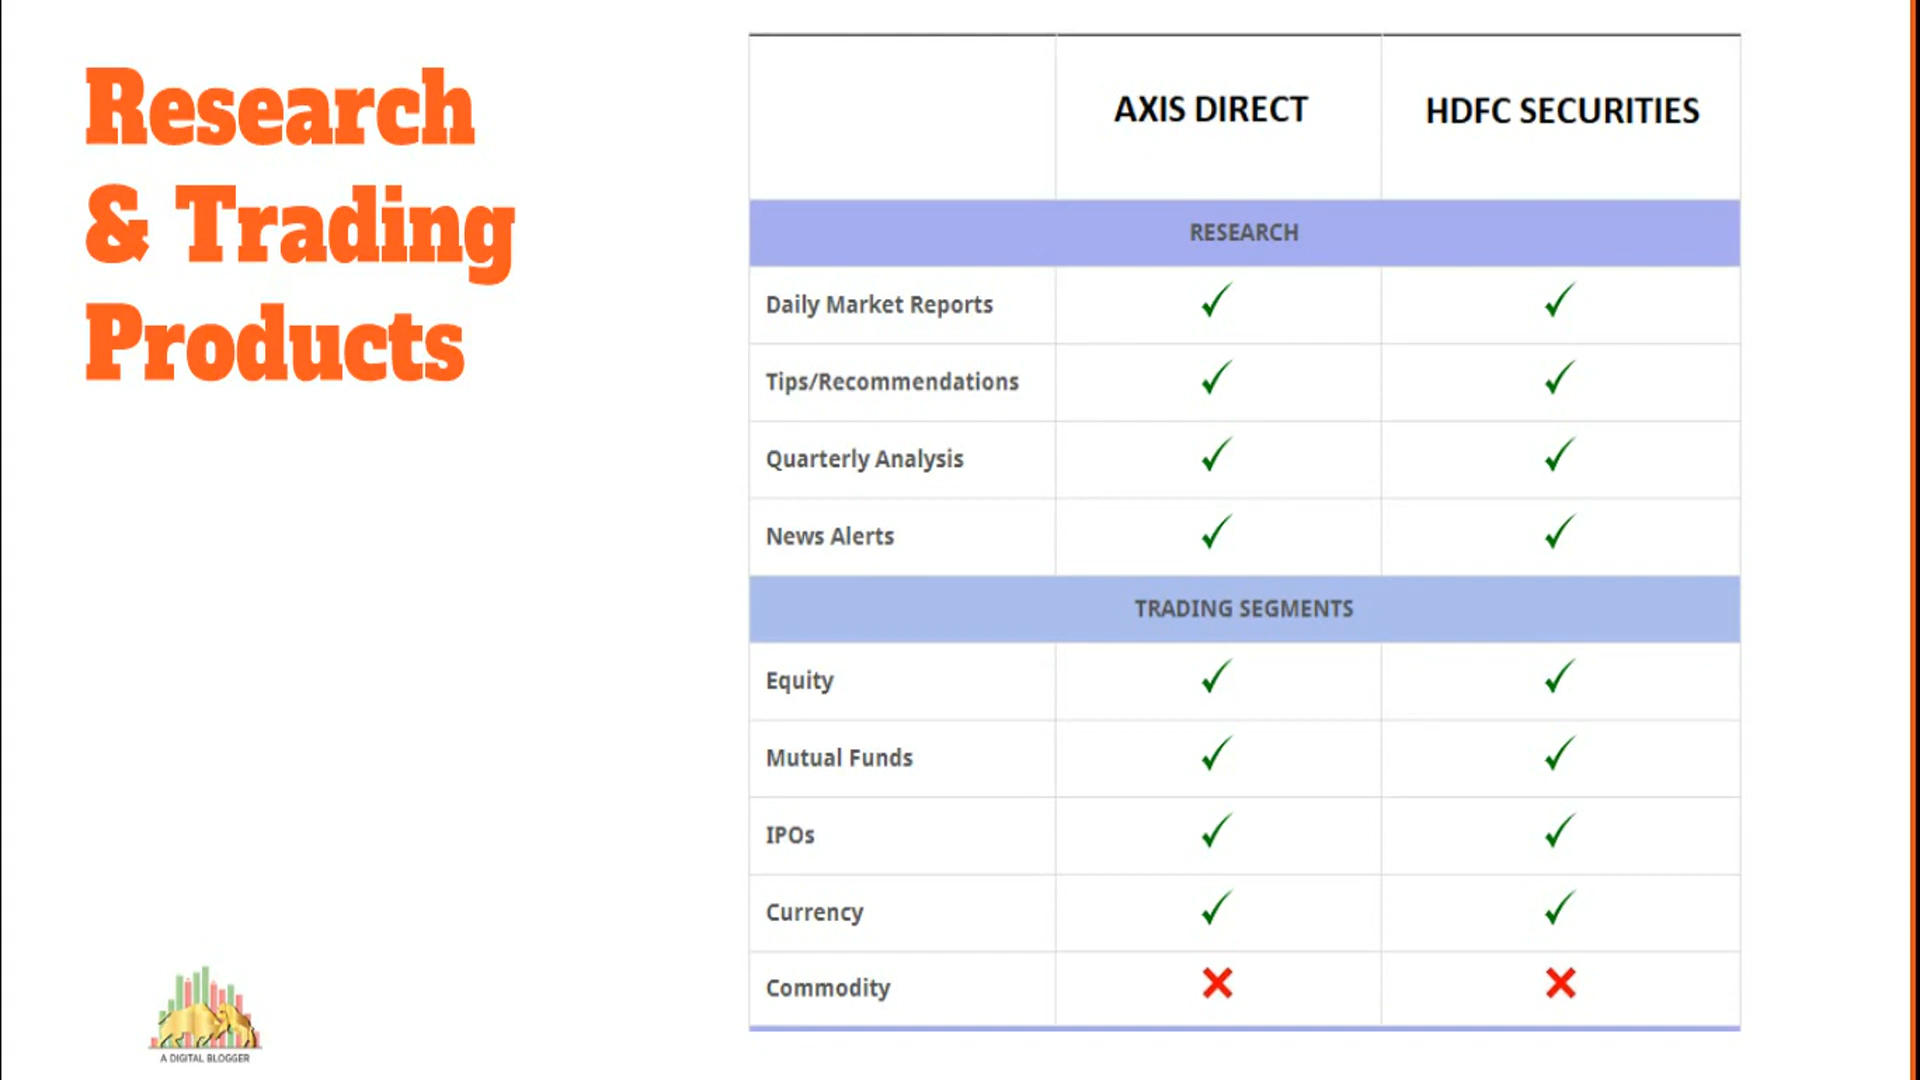 Research
& Trading
Products
AXIS DIRECT HDFC SECURITIES
RESEARCH
Daily Market Reports
Tips/Recommendations
Quarterly Analysis
News Alerts
TRADING SEGMENTS
Equity
Mutual Funds
IPOs
Currency
Commodity
A DIGITAL BLOGGER